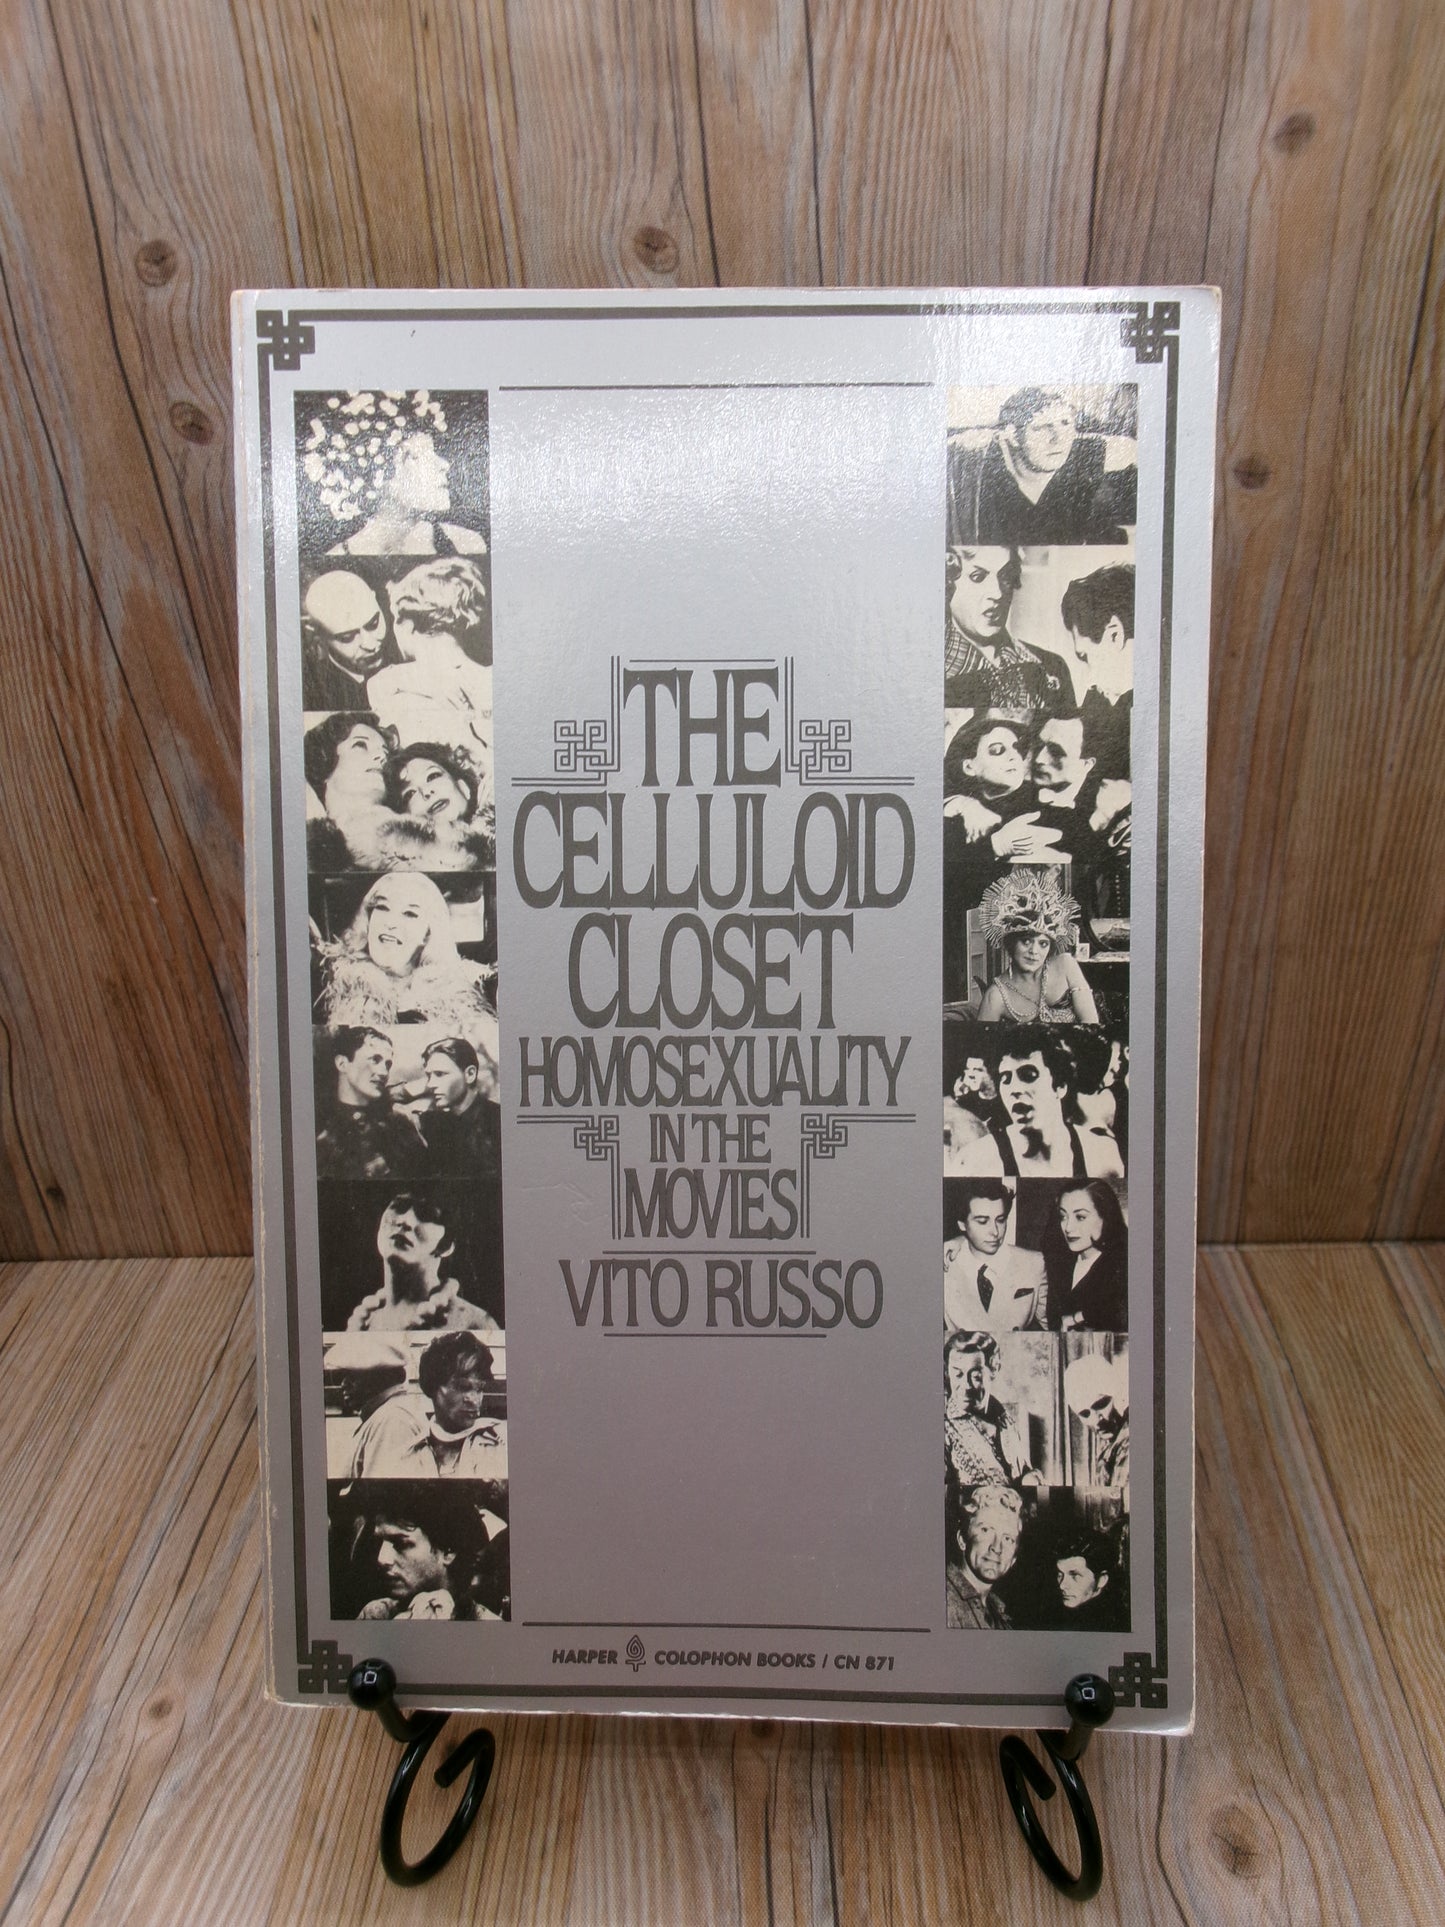 THE
CELLULOID
CLOSET
HOMOSEXUALITY
IN THE
MOVIES
VITO RUSSO
HARPER COLOPHON BOOKS / CN 871